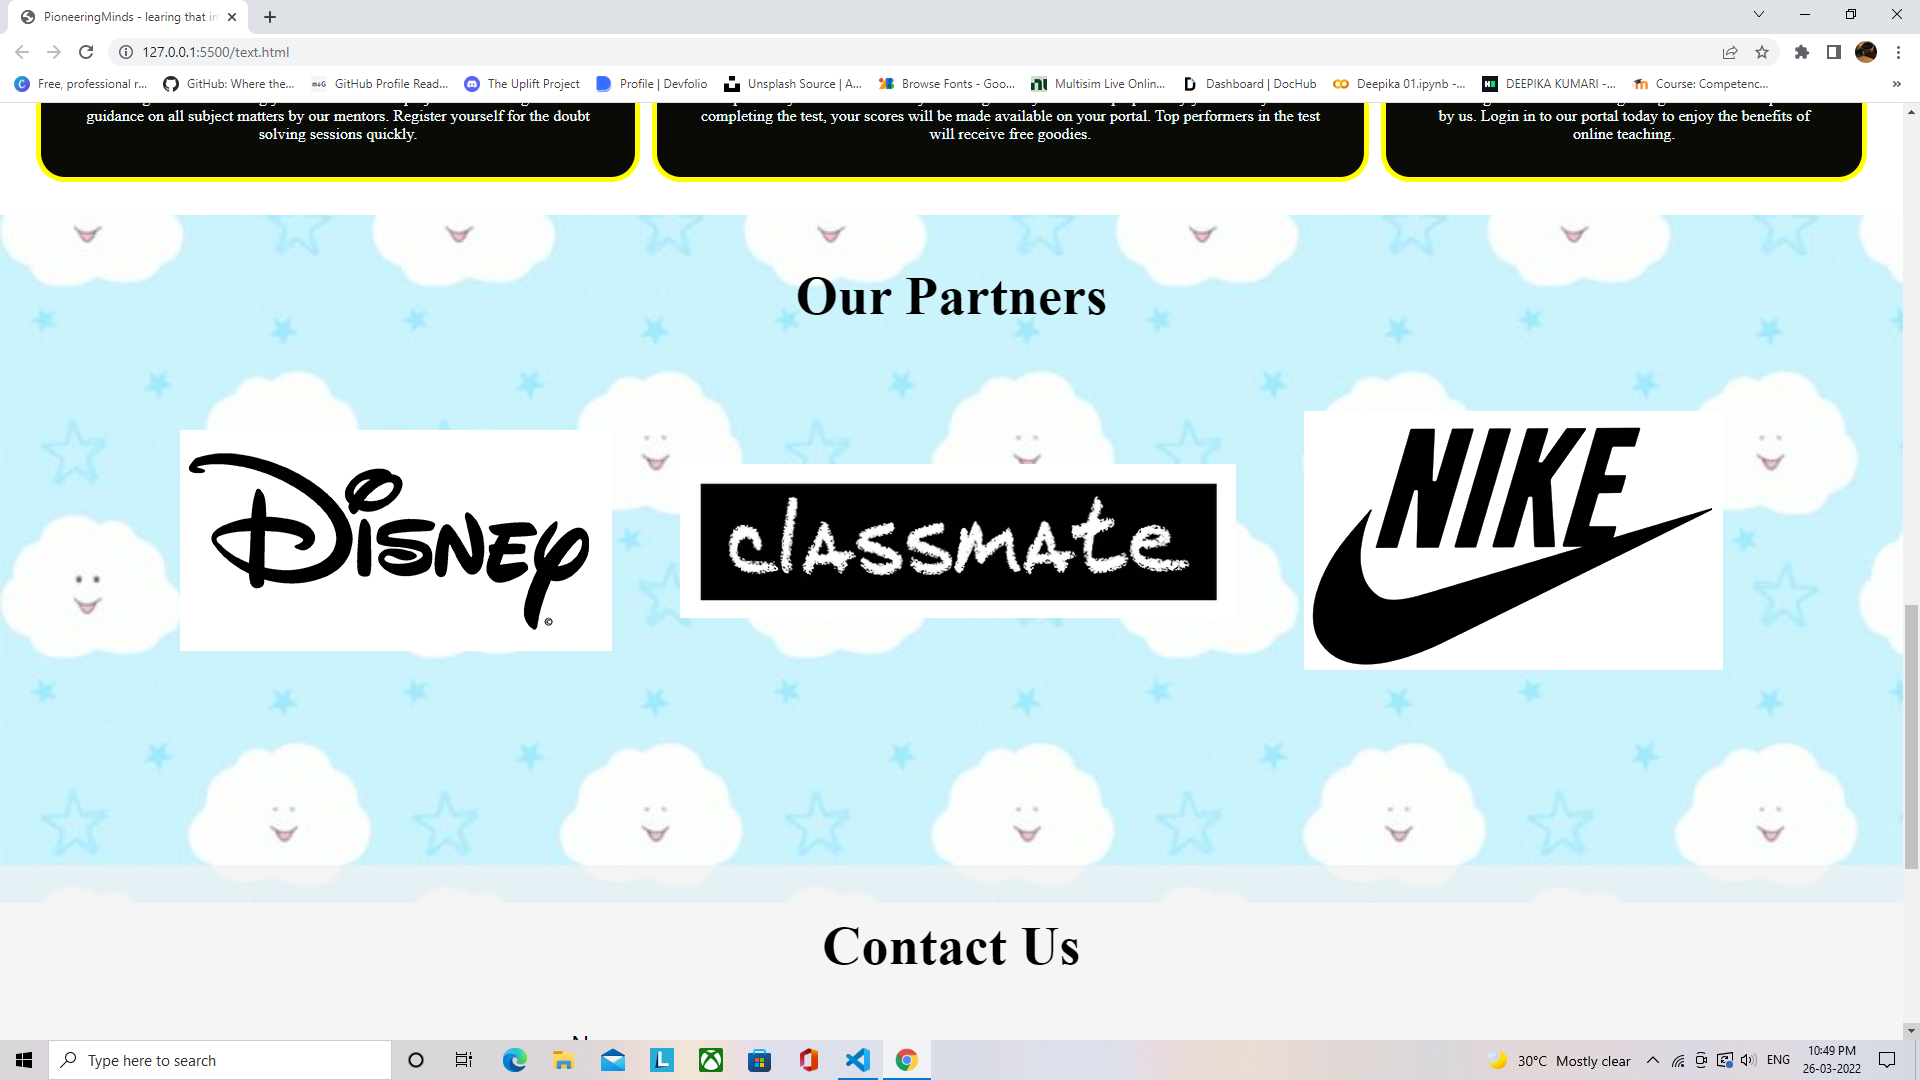 PioneeringMinds - learing that in
127.0.0.1:5500/text.html
Free, professional r...
GitHub: Where the...
GitHub Profile Read...
The Uplift Project
Profile | Devfolio
Unsplash Source | A...
Browse Fonts - Goo...
Multisim Live Onlin...
Dashboard | DocHub
Deepika 01.ipynb -...
DEEPIKA KUMARI -...
Course: Competenc...
»
guidance on all subject matters by our mentors. Register yourself for the doubt
solving sessions quickly.
completing the test, your scores will be made available on your portal. Top performers in the test
will receive free goodies.
by us. Login in to our portal today to enjoy the benefits of
online teaching.
Our Partners
Disney
©
classmate
NIKE
Contact Us
Type here to search
30°C Mostly clear
ENG
10:49 PM
26-03-2022